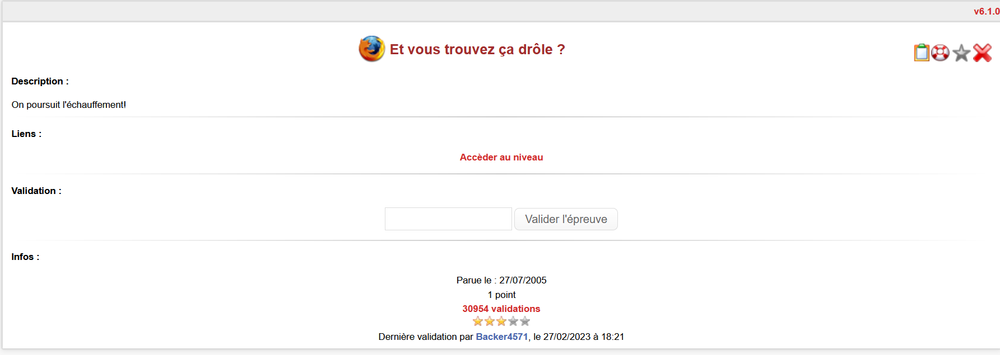 v6.1.0
Et vous trouvez ça drôle ?
Description :
On poursuit l'échauffement!
Liens :
Accèder au niveau
Validation :
Valider l'épreuve
Infos :
Parue le : 27/07/2005
1 point
30954 validations
Dernière validation par Backer4571, le 27/02/2023 à 18:21